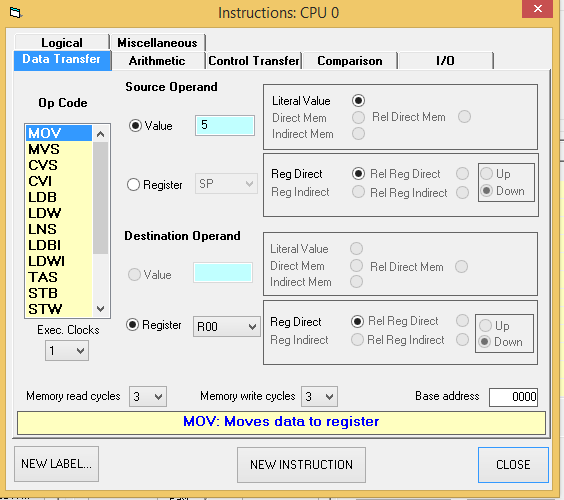 Instructions: CPU 0
Logical Miscellaneous
Data Transfer Arithmetic Control Transfer Comparison I/O
Op Code
MOV
MVS
CVS
CVI
LDB
LDW
LNS
LDBI
LDWI
TAS
STB
STW
Exec. Clocks
1
Source Operand
Value 5
Literal Value
Direct Mem Rel Direct Mem
Indirect Mem
Register SP
Reg Direct Rel Reg Direct Up
Reg Indirect Rel Reg Indirect Down
Destination Operand
Value
Literal Value
Direct Mem Rel Direct Mem
Indirect Mem
Register R00
Reg Direct Rel Reg Direct Up
Reg Indirect Rel Reg Indirect Down
Memory read cycles 3 Memory write cycles 3 Base address 0000
MOV: Moves data to register
NEW LABEL... NEW INSTRUCTION CLOSE